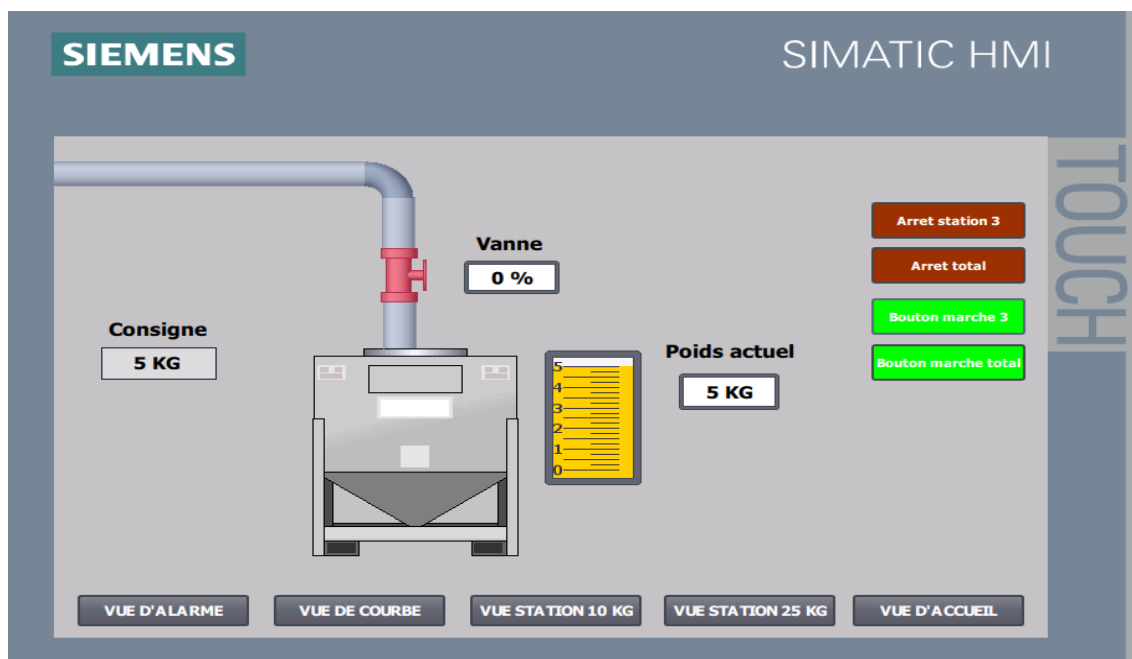 SIEMENS
SIMATIC HMI
TOUCH
Arret station 3
Vanne
Arret total
0 %
Bouton marche 3
Consigne
Poids actuel
Bouton marche total
5 KG
5
4
3
2
1
0
5 KG
VUE D'ALARME
VUE DE COURBE
VUE STATION 10 KG
VUE STATION 25 KG
VUE D'ACCUEIL